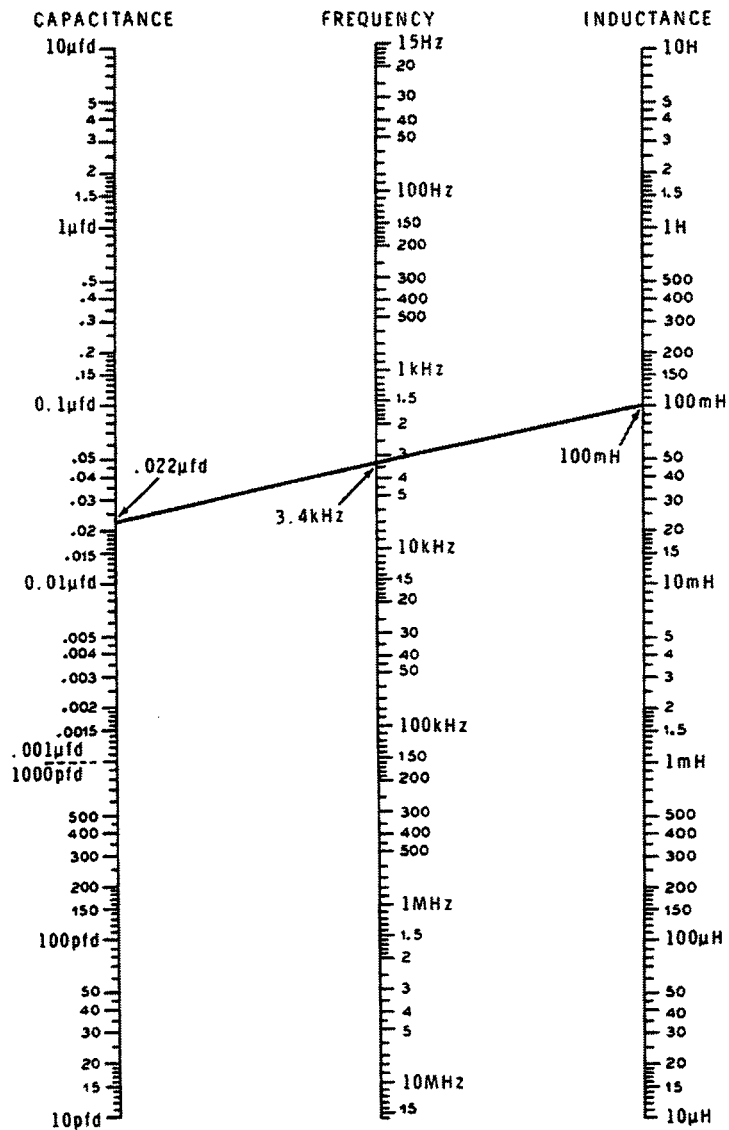 CAPACITANCE FREQUENCY INDUCTANCE
10µfd 15Hz 10H
20
5 30 5
4 40 4
3 50 3
2 100Hz 2
1.5 150 1.5
1µfd 200 1H
.5 300 500
.4 400 400
.3 500 300
.2 1kHz 200
.15 1.5 150
0.1µfd 2 100mH
.05 .022µfd 3 100mH 50
.04 4 40
.03 3.4kHz 5 30
.02 10kHz 20
.015 15 15
0.01µfd 20 10mH
.005 30 5
.004 40 4
.003 50 3
.002 100kHz 2
.0015 150 1.5
.001µfd 1mH
1000pfd 200
500 300 500
400 400 400
300 500 300
200 1MHz 200
150 1.5 150
100pfd 2 100µH
50 3 50
40 4 40
30 5 30
20 10MHz 20
15 15 15
10pfd 10µH